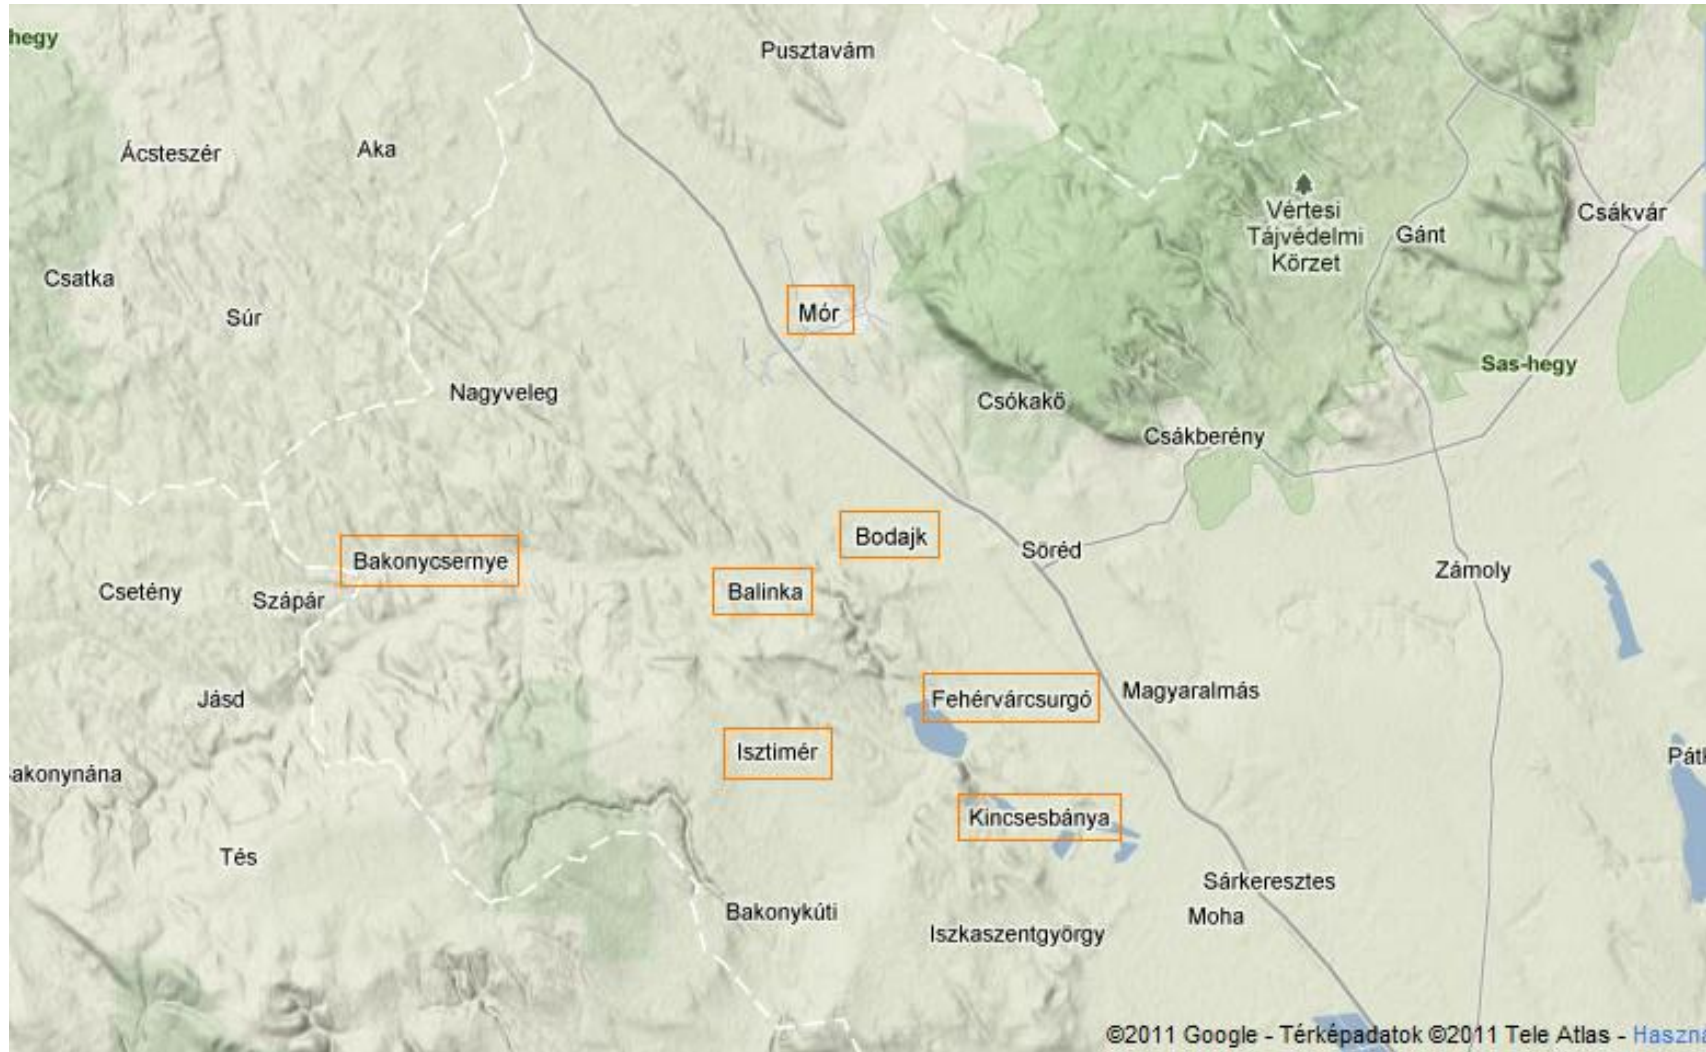 hegy
Pusztavám
Ácsteszér
Aka
Vértesi
Tájvédelmi
Körzet
Gánt
Csákvár
Csatka
Súr
Mór
Sas-hegy
Nagyveleg
Csókakő
Csákberény
Bodajk
Söréd
Bakonycsernye
Zámoly
Csetény
Szápár
Balinka
Jásd
Fehérvárcsurgó
Magyaralmás
Isztimér
Pátk
akonynána
Kincsesbánya
Tés
Sárkeresztes
Bakonykúti
Moha
Iszkaszentgyörgy
©2011 Google - Térképadatok ©2011 Tele Atlas - Haszná